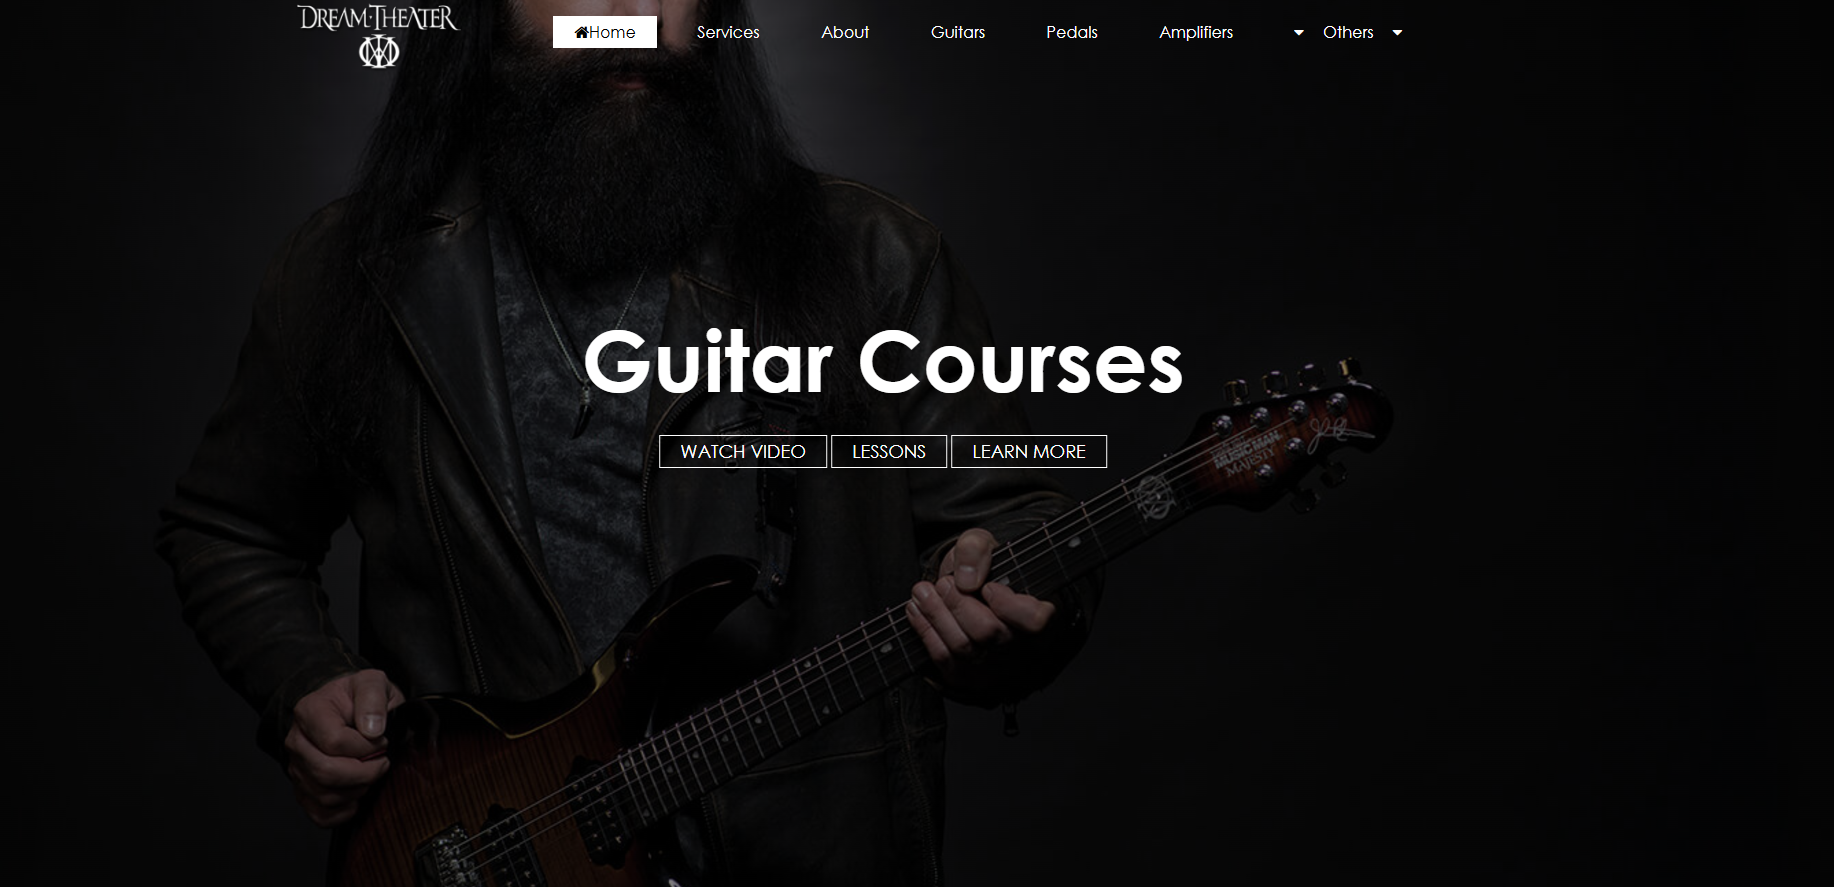 DREAM THEATER
Home Services About Guitars Pedals Amplifiers Others
Guitar Courses
WATCH VIDEO LESSONS LEARN MORE
MUSIC MAN
MAJESTY